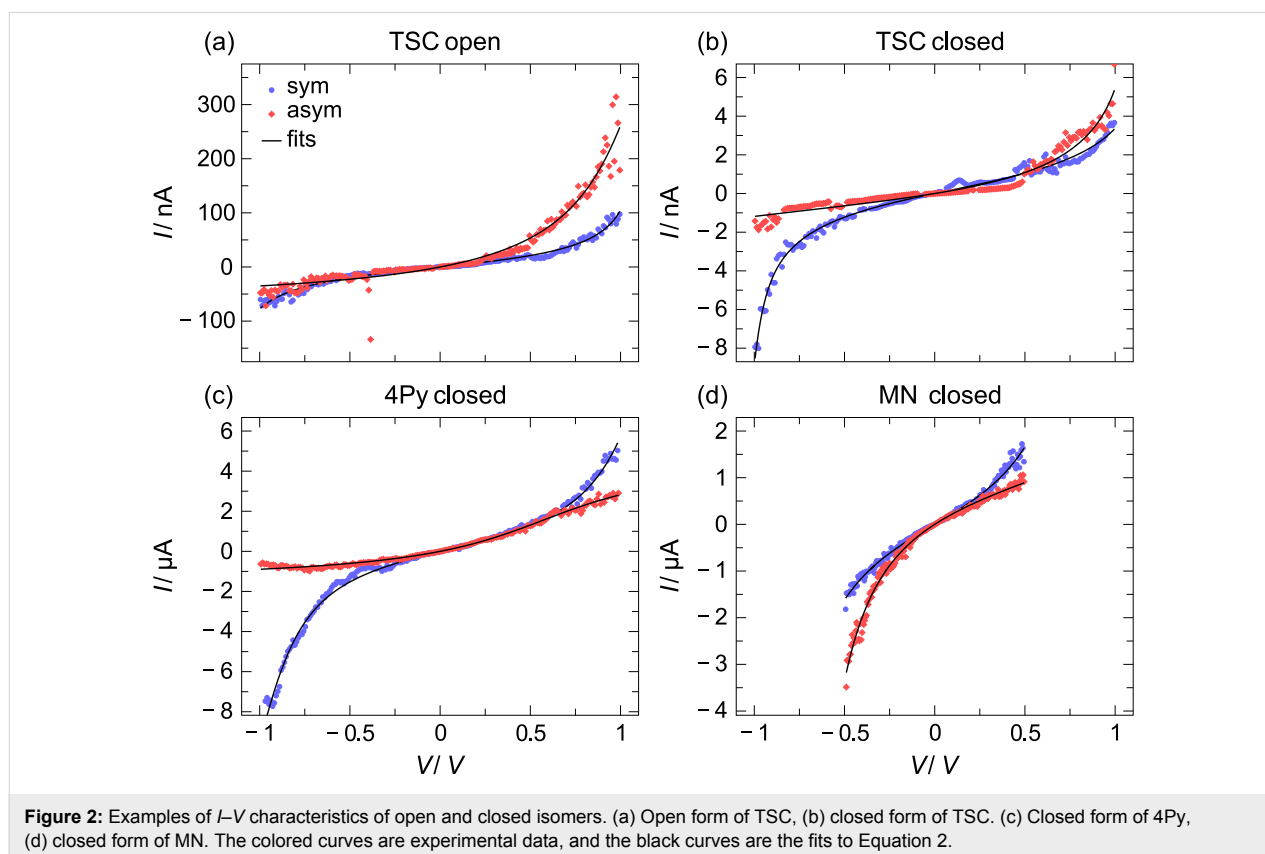 (a) TSC open
sym
asym
fits
300
200
100
0
− 100
I / nA
(b) TSC closed
6
4
2
0
− 2
− 4
− 6
− 8
I / nA
(c) 4Py closed
6
4
2
0
− 2
− 4
− 6
− 8
I / µA
− 1 − 0.5 0 0.5 1
V / V
(d) MN closed
2
1
0
− 1
− 2
− 3
− 4
I / µA
− 1 − 0.5 0 0.5 1
V / V
Figure 2: Examples of I–V characteristics of open and closed isomers. (a) Open form of TSC, (b) closed form of TSC. (c) Closed form of 4Py,
(d) closed form of MN. The colored curves are experimental data, and the black curves are the fits to Equation 2.